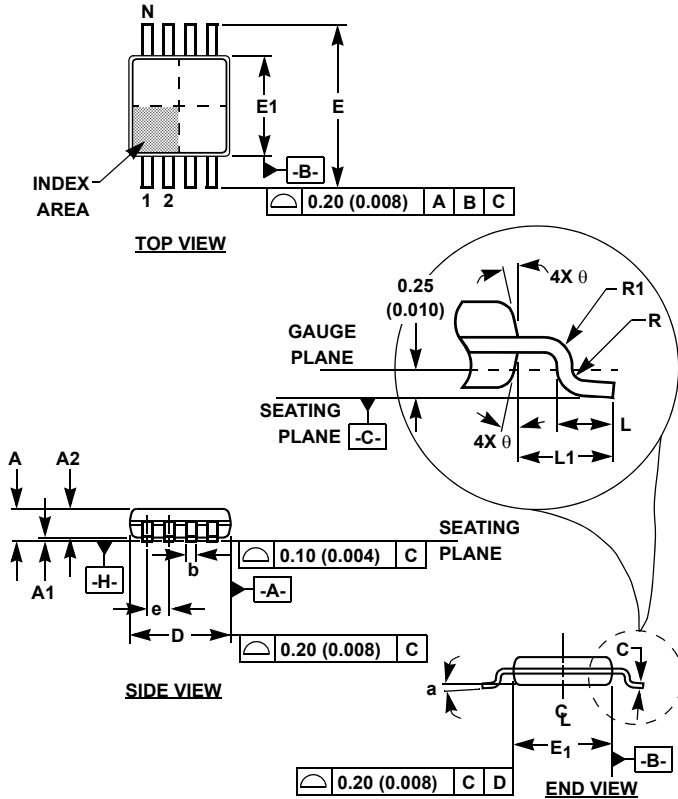 N
E1
E
-B-
INDEX
AREA
1 2
⌓ 0.20 (0.008) A B C
TOP VIEW
0.25
(0.010)
4X θ
R1
R
GAUGE
PLANE
SEATING
PLANE
-C-
4X θ
L
L1
A A2
SEATING
PLANE
⌓ 0.10 (0.004) C
A1
-H-
b
-A-
e
D
⌓ 0.20 (0.008) C
SIDE VIEW
C
a
℄
E1
-B-
⌓ 0.20 (0.008) C D
END VIEW